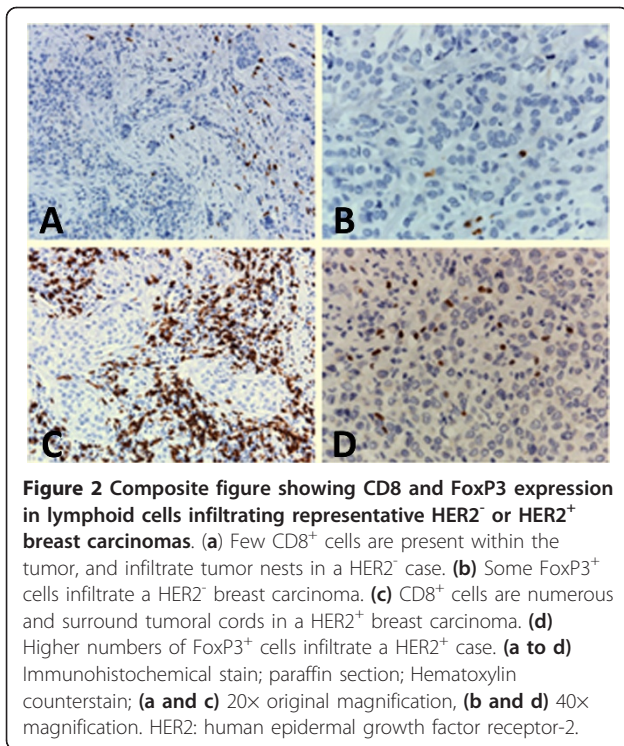 A
B
C
D
Figure 2 Composite figure showing CD8 and FoxP3 expression
in lymphoid cells infiltrating representative HER2⁻ or HER2⁺
breast carcinomas. (a) Few CD8⁺ cells are present within the
tumor, and infiltrate tumor nests in a HER2⁻ case. (b) Some FoxP3⁺
cells infiltrate a HER2⁻ breast carcinoma. (c) CD8⁺ cells are numerous
and surround tumoral cords in a HER2⁺ breast carcinoma. (d)
Higher numbers of FoxP3⁺ cells infiltrate a HER2⁺ case. (a to d)
Immunohistochemical stain; paraffin section; Hematoxylin
counterstain; (a and c) 20× original magnification, (b and d) 40×
magnification. HER2: human epidermal growth factor receptor-2.